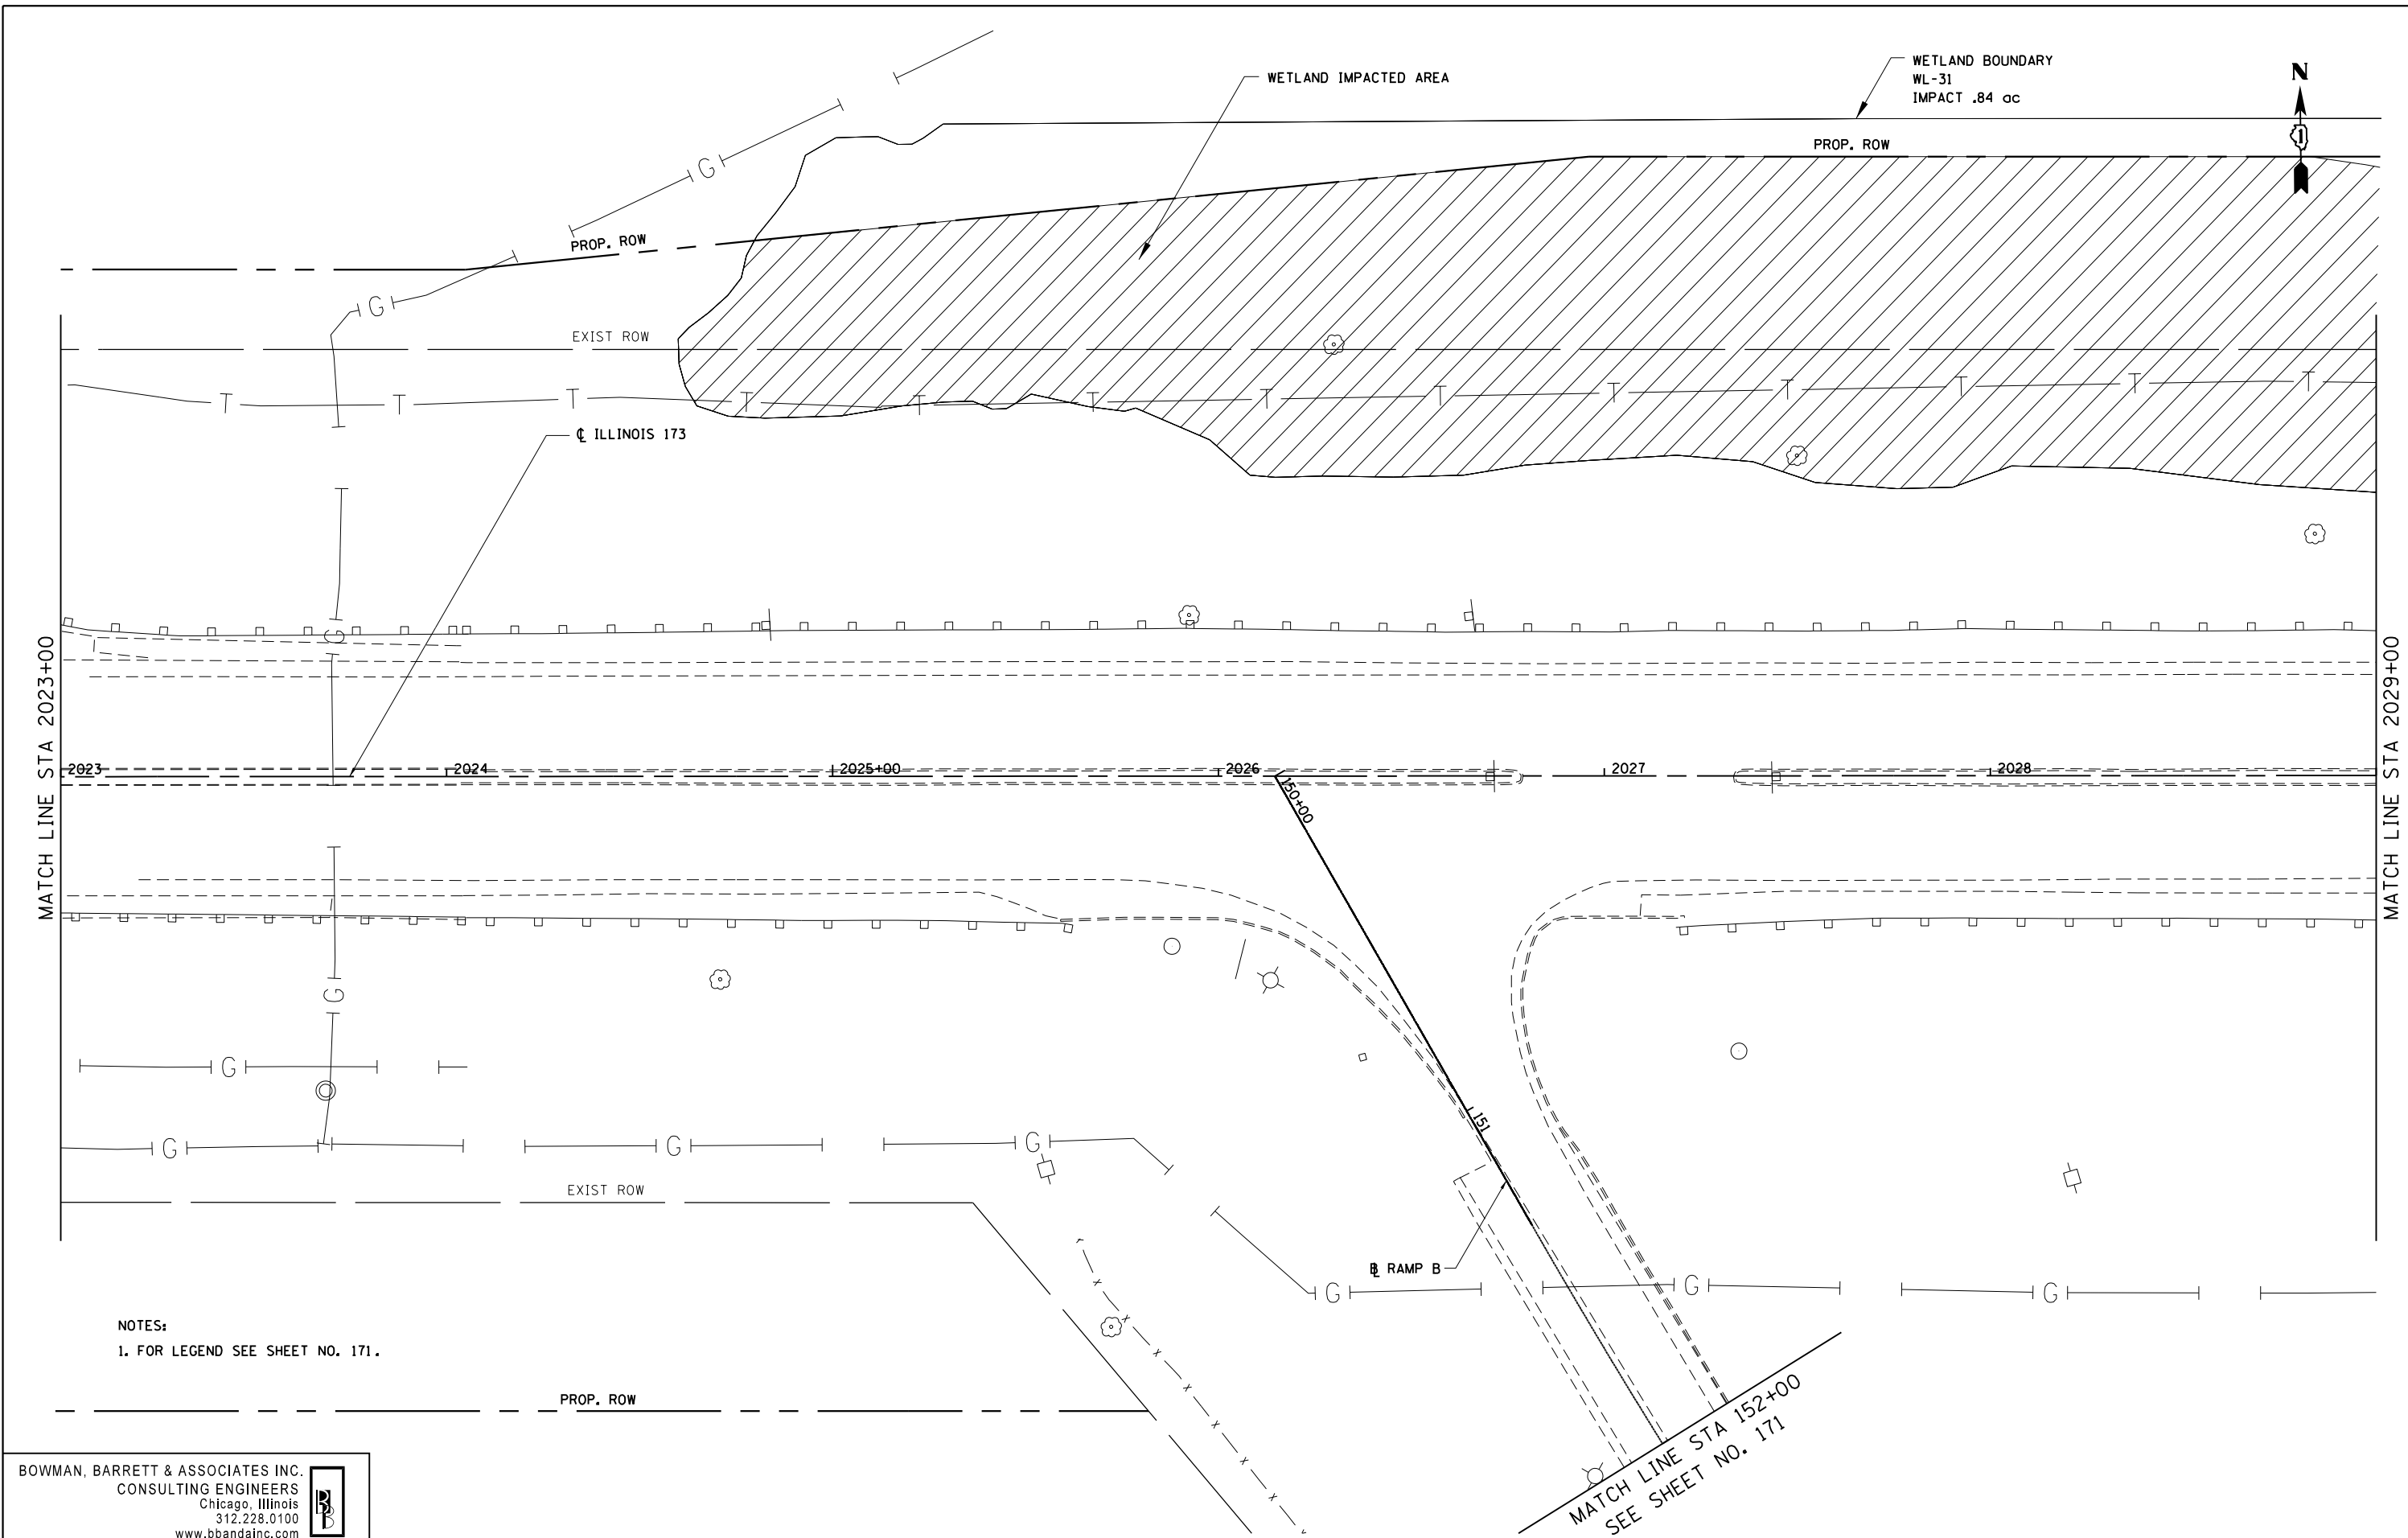 WETLAND IMPACTED AREA
WETLAND BOUNDARY
WL-31
IMPACT .84 ac
N
1
PROP. ROW
G
PROP. ROW
G
EXIST ROW
T T T T T T T T T T T T T
℄ ILLINOIS 173
G
MATCH LINE STA 2023+00
MATCH LINE STA 2029+00
2023
2024
2025+00
2026
2027
2028
150+00
G
G
151
G
G
G
EXIST ROW
B RAMP B
G
G
G
NOTES:
1. FOR LEGEND SEE SHEET NO. 171.
PROP. ROW
MATCH LINE STA 152+00
SEE SHEET NO. 171
BOWMAN, BARRETT & ASSOCIATES INC.
CONSULTING ENGINEERS
Chicago, Illinois
312.228.0100
www.bbandainc.com